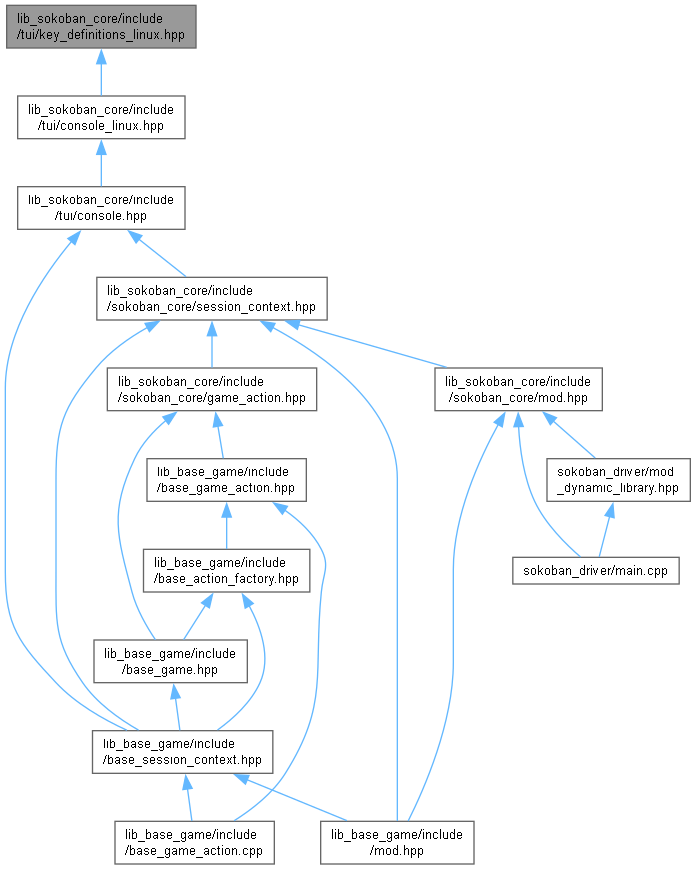 lib_sokoban_core/include
/tui/key_definitions_linux.hpp
lib_sokoban_core/include
/tui/console_linux.hpp
lib_sokoban_core/include
/tui/console.hpp
lib_sokoban_core/include
/sokoban_core/session_context.hpp
lib_sokoban_core/include
/sokoban_core/game_action.hpp
lib_sokoban_core/include
/sokoban_core/mod.hpp
lib_base_game/include
/base_game_action.hpp
sokoban_driver/mod
_dynamic_library.hpp
lib_base_game/include
/base_action_factory.hpp
sokoban_driver/main.cpp
lib_base_game/include
/base_game.hpp
lib_base_game/include
/base_session_context.hpp
lib_base_game/include
/base_game_action.cpp
lib_base_game/include
/mod.hpp